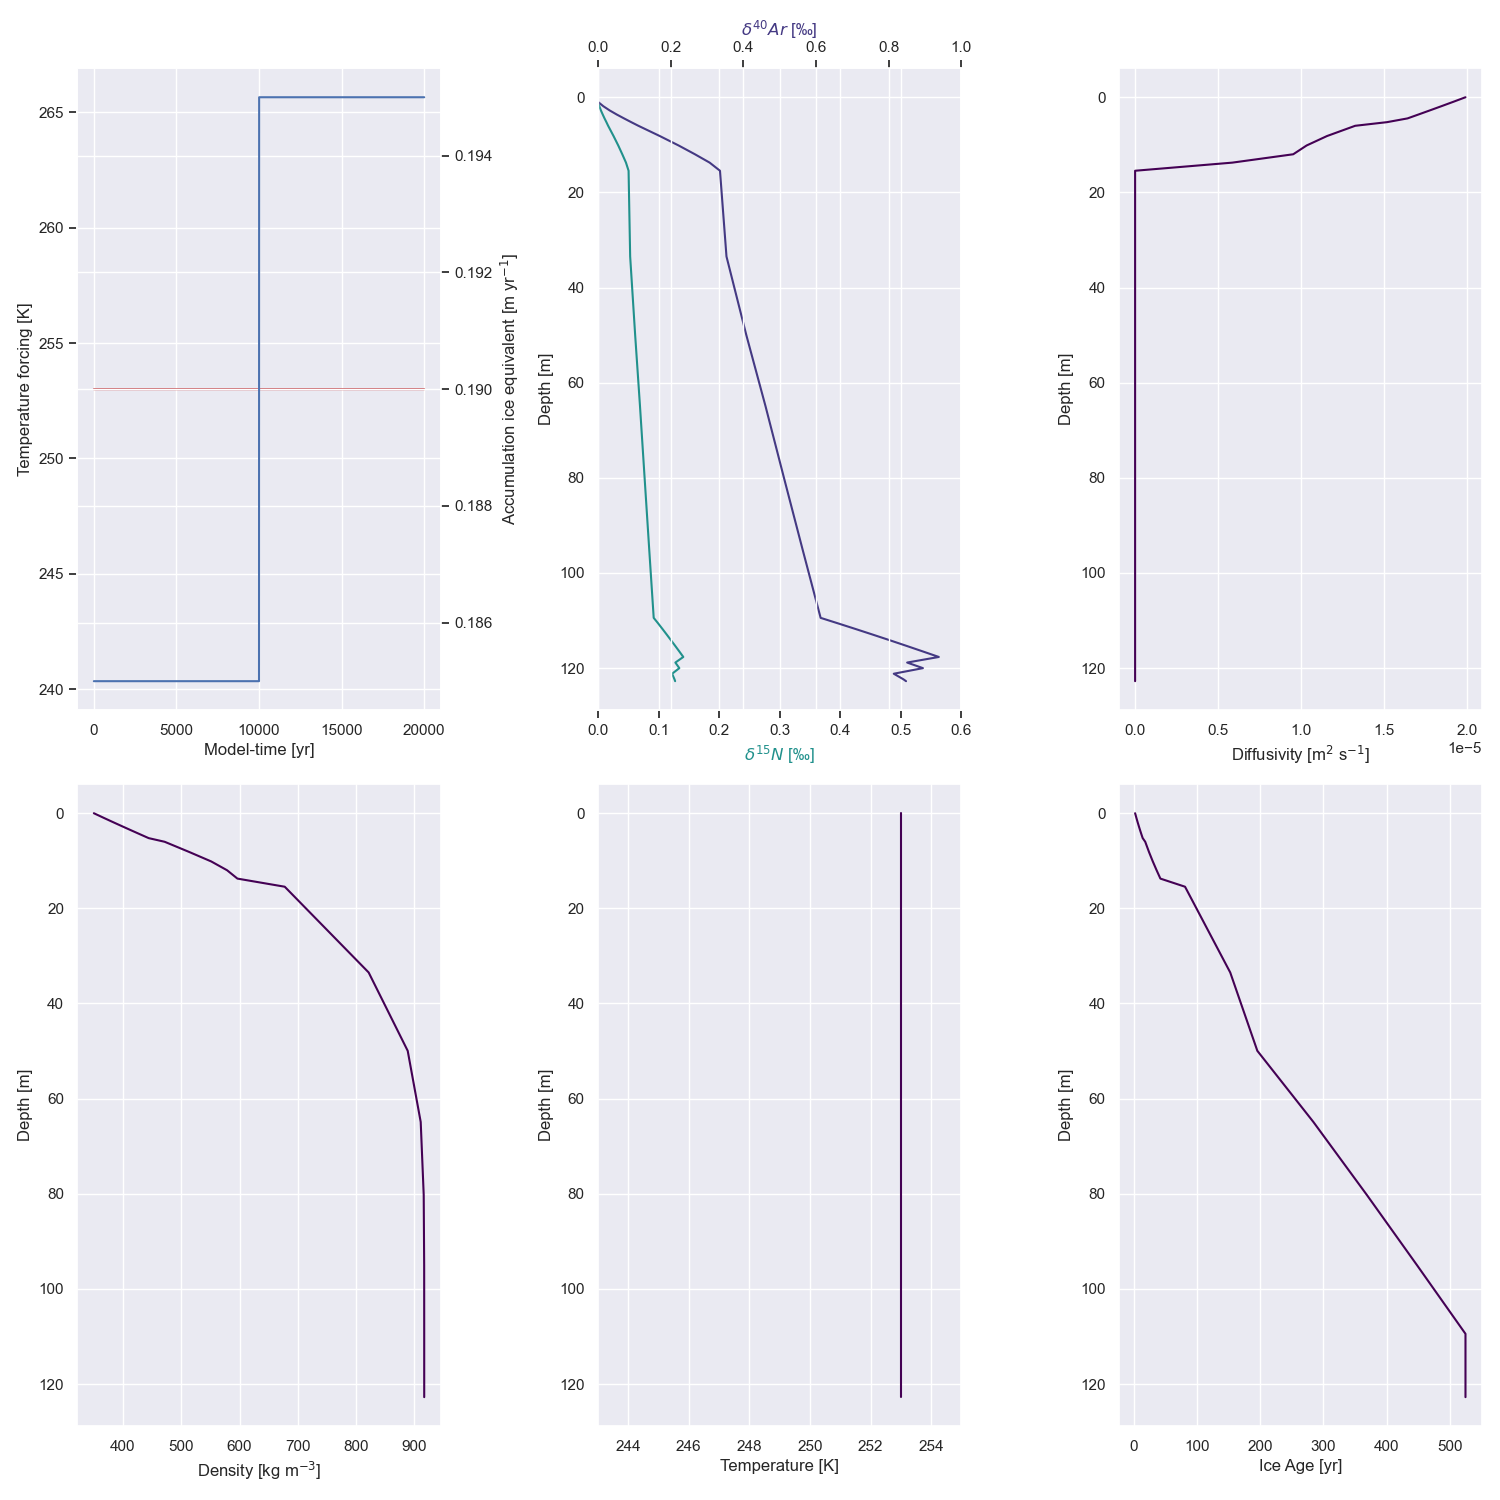 δ⁴⁰Ar [‰]
0.0 0.2 0.4 0.6 0.8 1.0
Temperature forcing [K]
265
260
255
250
245
240
0 5000 10000 15000 20000
Model-time [yr]
0.194
0.192
0.190
0.188
0.186
Accumulation ice equivalent [m yr⁻¹]
Depth [m]
0
20
40
60
80
100
120
0.0 0.1 0.2 0.3 0.4 0.5 0.6
δ¹⁵N [‰]
Depth [m]
0
20
40
60
80
100
120
0.0 0.5 1.0 1.5 2.0
1e−5
Diffusivity [m² s⁻¹]
Depth [m]
0
20
40
60
80
100
120
400 500 600 700 800 900
Density [kg m⁻³]
Depth [m]
0
20
40
60
80
100
120
244 246 248 250 252 254
Temperature [K]
Depth [m]
0
20
40
60
80
100
120
0 100 200 300 400 500
Ice Age [yr]